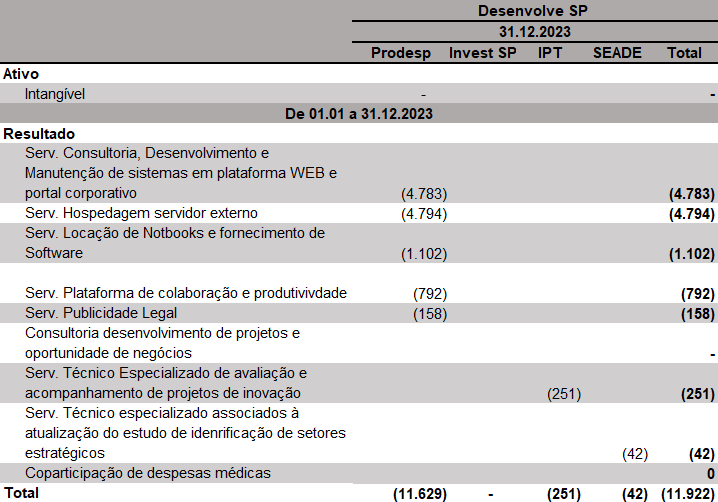 Desenvolve SP
31.12.2023
Prodesp Invest SP IPT SEADE Total
Ativo
Intangível - -
De 01.01 a 31.12.2023
Resultado
Serv. Consultoria, Desenvolvimento e
Manutenção de sistemas em plataforma WEB e
portal corporativo (4.783) (4.783)
Serv. Hospedagem servidor externo (4.794) (4.794)
Serv. Locação de Notbooks e fornecimento de
Software (1.102) (1.102)
Serv. Plataforma de colaboração e produtivivdade (792) (792)
Serv. Publicidade Legal (158) (158)
Consultoria desenvolvimento de projetos e
oportunidade de negócios -
Serv. Técnico Especializado de avaliação e
acompanhamento de projetos de inovação (251) (251)
Serv. Técnico especializado associados à
atualização do estudo de idenrificação de setores
estratégicos (42) (42)
Coparticipação de despesas médicas 0
Total (11.629) - (251) (42) (11.922)